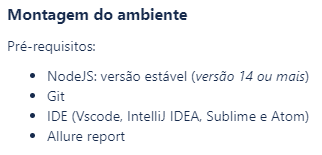 Montagem do ambiente
Pré-requisitos:
• NodeJS: versão estável (versão 14 ou mais)
• Git
• IDE (Vscode, IntelliJ IDEA, Sublime e Atom)
• Allure report